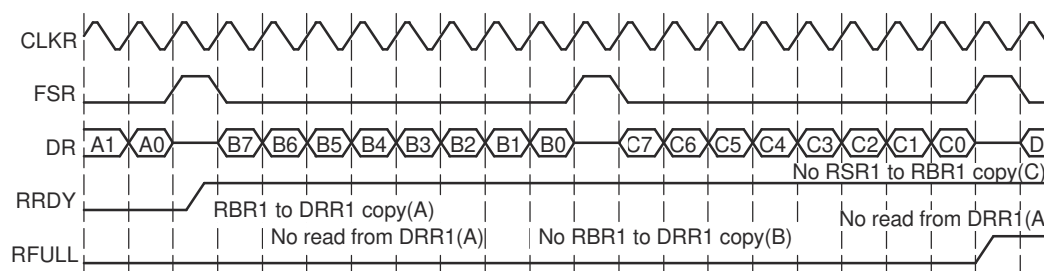 CLKR
FSR
DR A1 A0 B7 B6 B5 B4 B3 B2 B1 B0 C7 C6 C5 C4 C3 C2 C1 C0 D
No RSR1 to RBR1 copy(C)
RRDY
RBR1 to DRR1 copy(A)
No read from DRR1(A)
No RBR1 to DRR1 copy(B)
No read from DRR1(A
RFULL